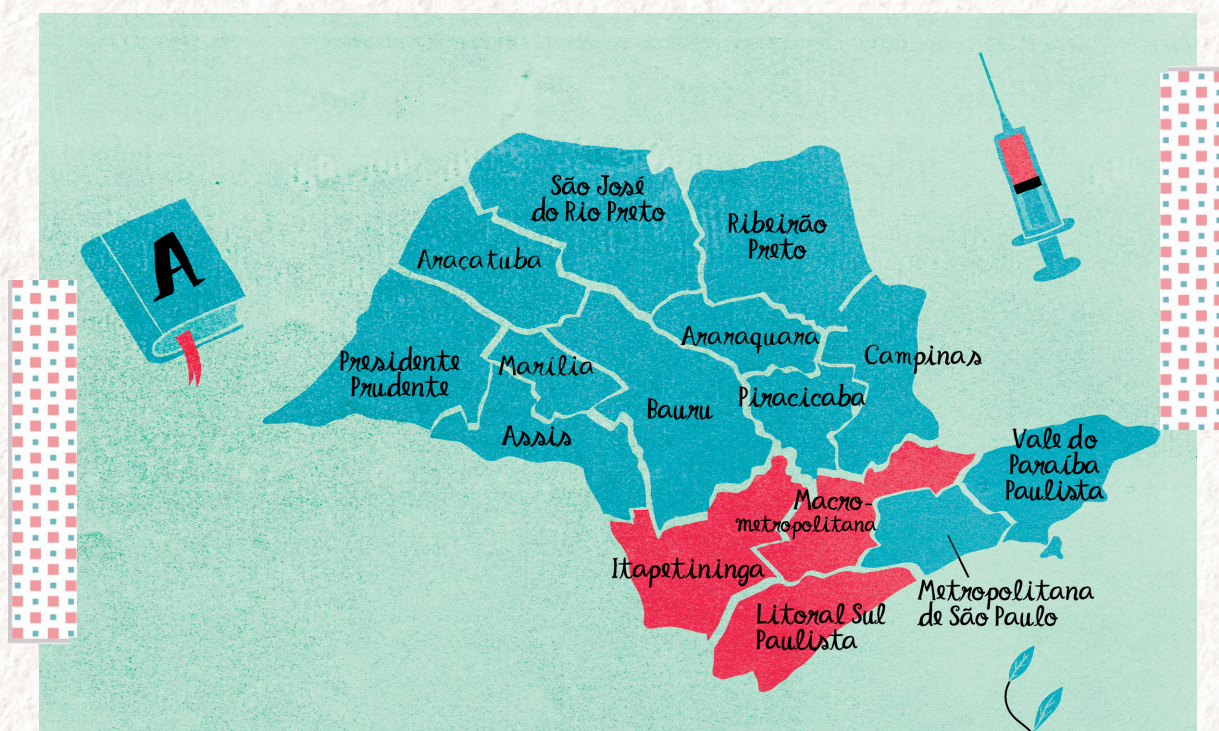 São José
do Rio Preto
Ribeirão
Preto
A
Araçatuba
Araraquara
Campinas
Presidente
Prudente
Marília
Bauru
Piracicaba
Assis
Vale do
Paraíba
Paulista
Macro-
metropolitana
Itapetininga
Metropolitana
de São Paulo
Litoral Sul
Paulista